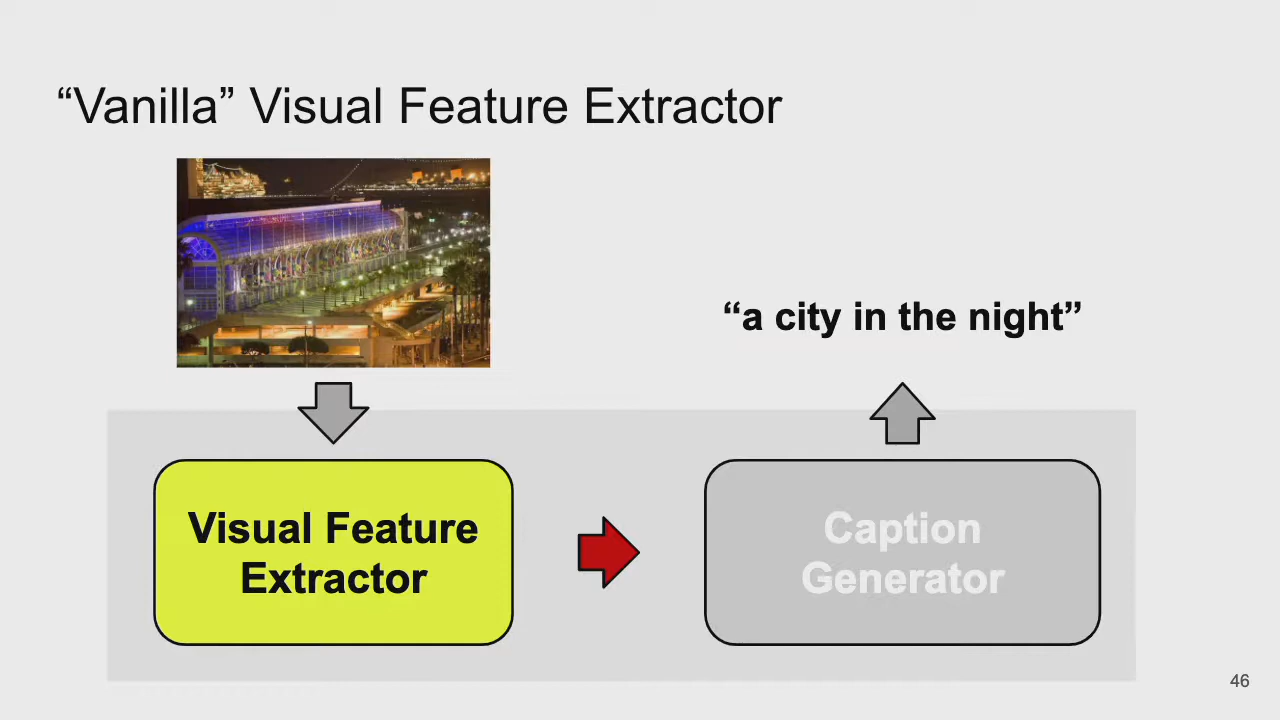 “Vanilla” Visual Feature Extractor
“a city in the night”
Visual Feature
Extractor
Caption
Generator
46